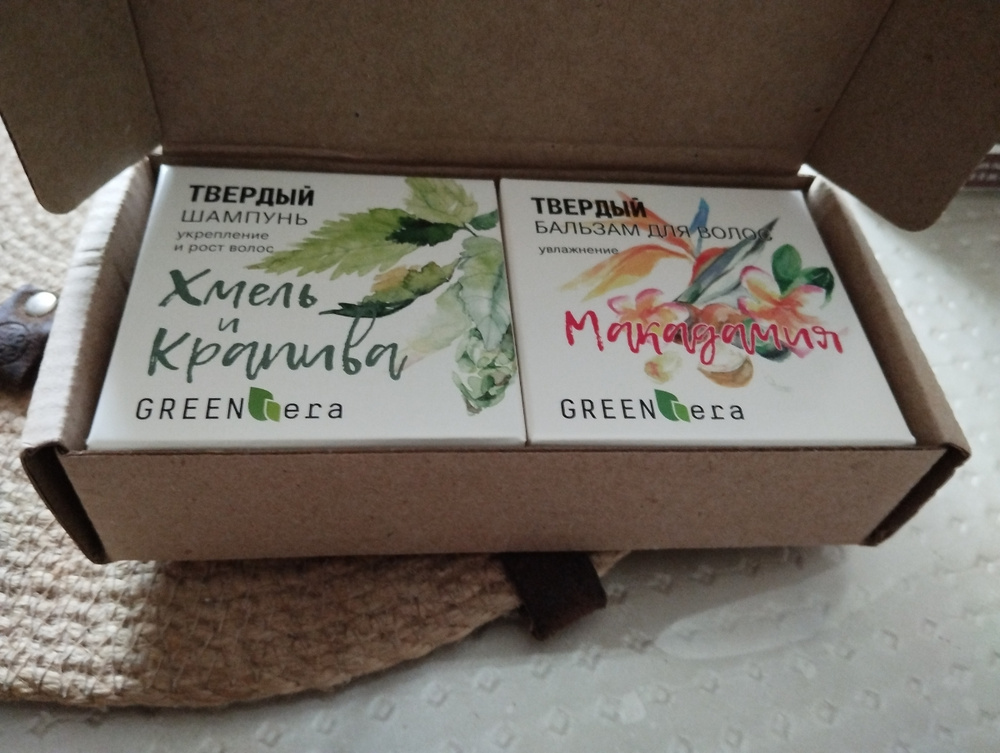 ТВЕРДЫЙ
ШАМПУНЬ
укрепление
и рост волос
Хмель
и
Крапива
GREEN era
ТВЕРДЫЙ
БАЛЬЗАМ ДЛЯ ВОЛОС
увлажнение
Макадамия
GREEN era